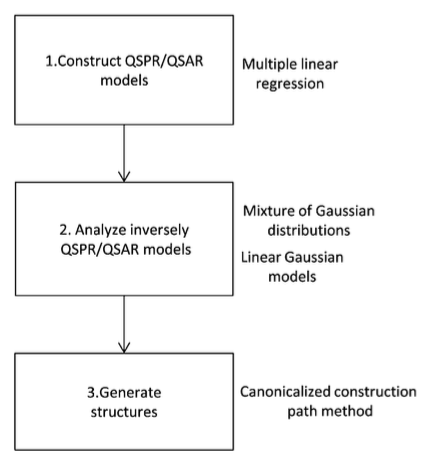 1.Construct QSPR/QSAR
models
Multiple linear
regression
2. Analyze inversely
QSPR/QSAR models
Mixture of Gaussian
distributions
Linear Gaussian
models
3.Generate
structures
Canonicalized construction
path method